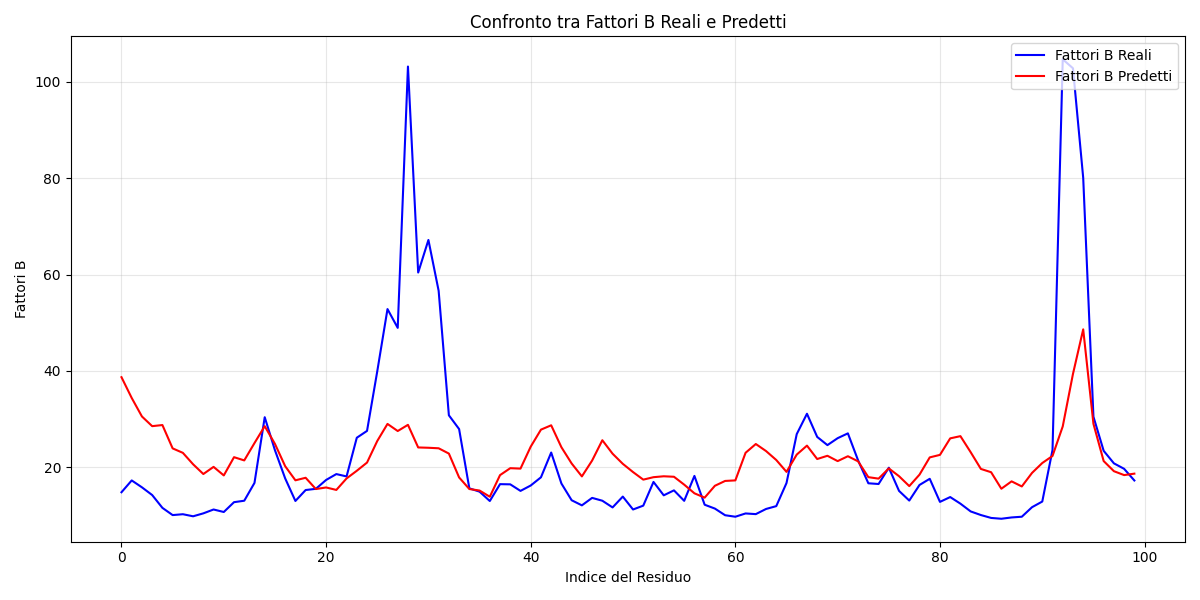 Confronto tra Fattori B Reali e Predetti
Fattori B Reali
Fattori B Predetti
Fattori B
100
80
60
40
20
0
20
40
60
80
100
Indice del Residuo